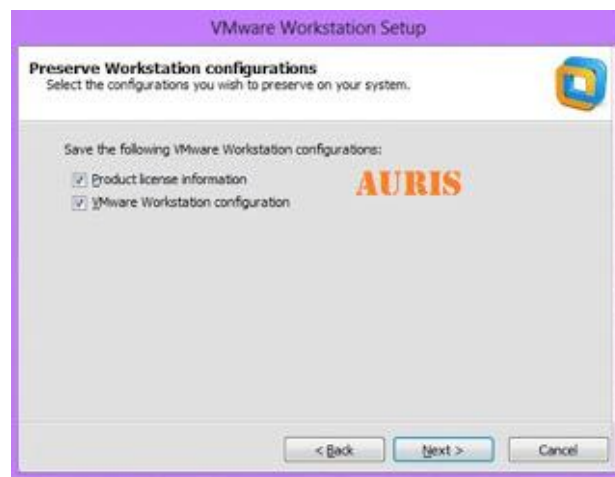 VMware Workstation Setup
Preserve Workstation configurations
Select the configurations you wish to preserve on your system.
Save the following VMware Workstation configurations:
Product license information
AURIS
VMware Workstation configuration
< Back
Next >
Cancel